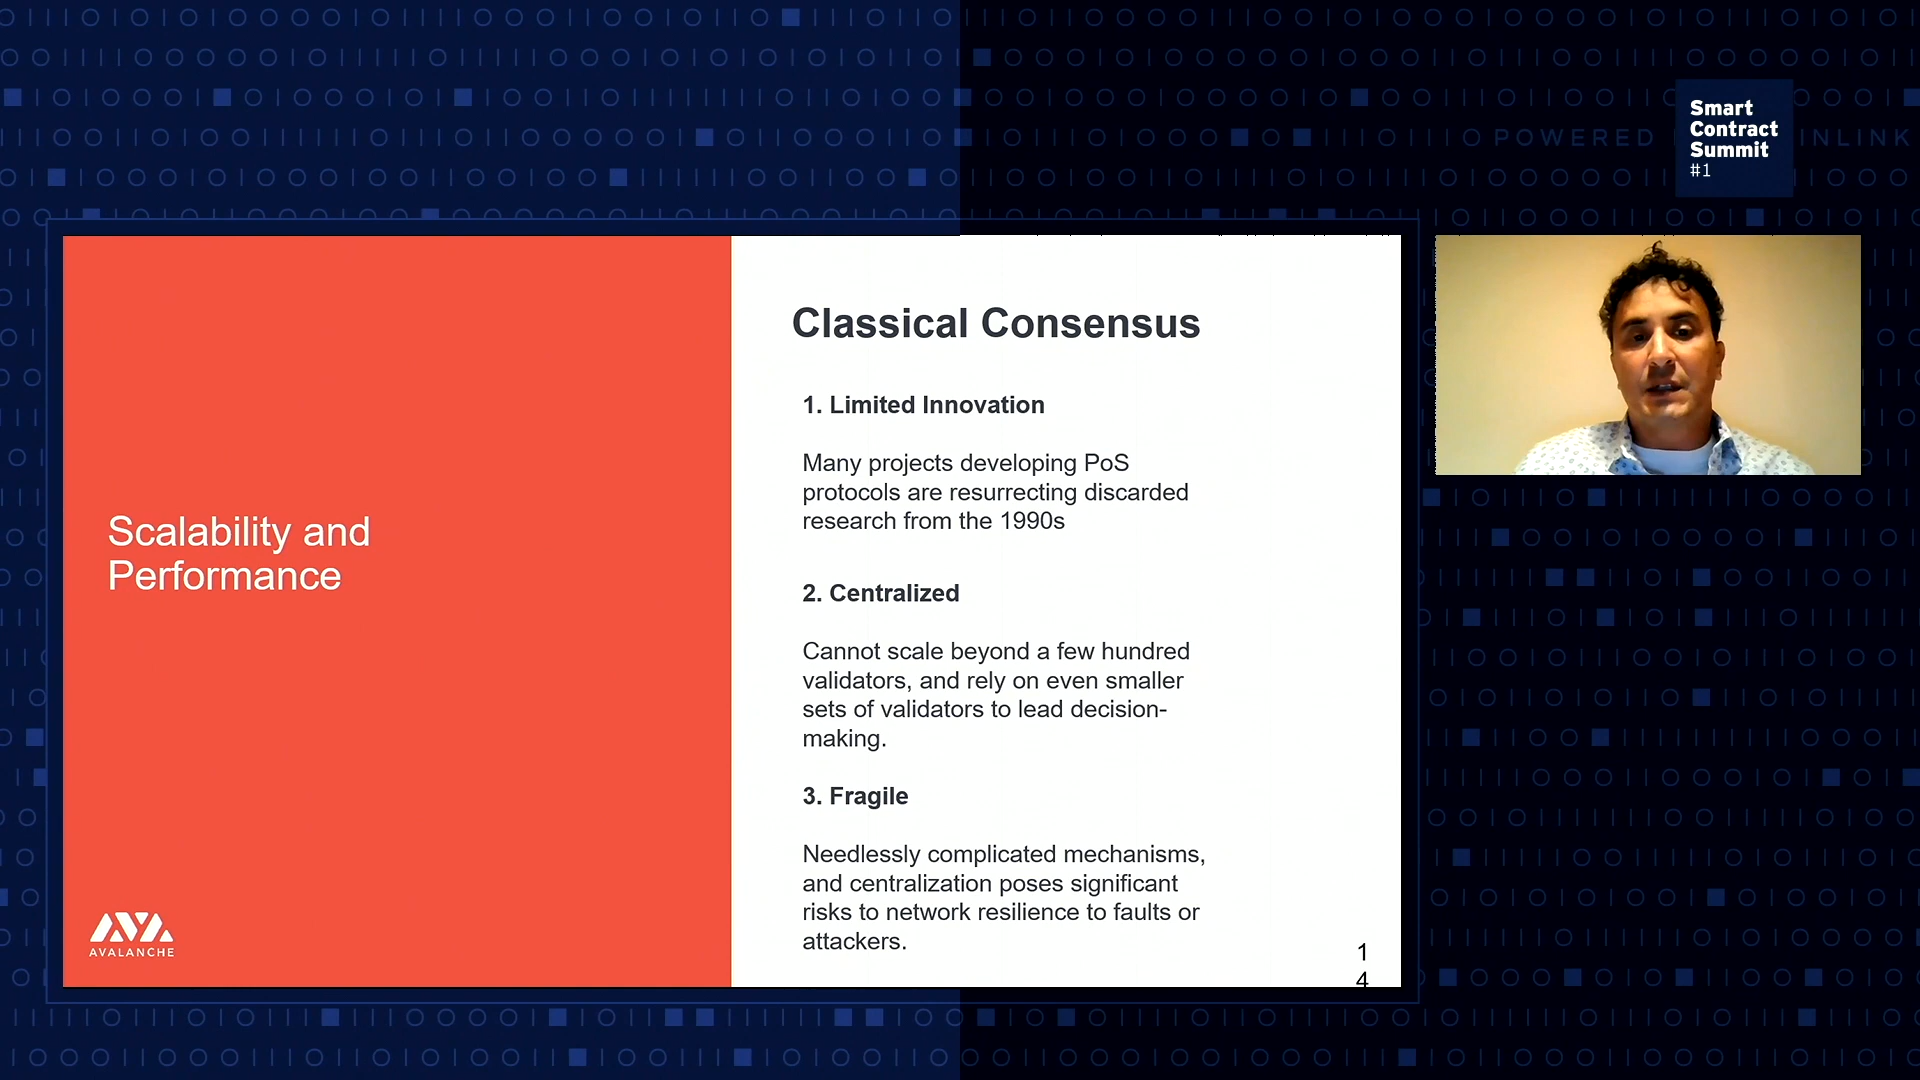 Smart
Contract
Summit
#1
POWERED
INLINK
Scalability and
Performance
AVALANCHE
Classical Consensus
1. Limited Innovation
Many projects developing PoS
protocols are resurrecting discarded
research from the 1990s
2. Centralized
Cannot scale beyond a few hundred
validators, and rely on even smaller
sets of validators to lead decision-
making.
3. Fragile
Needlessly complicated mechanisms,
and centralization poses significant
risks to network resilience to faults or
attackers.
1
4